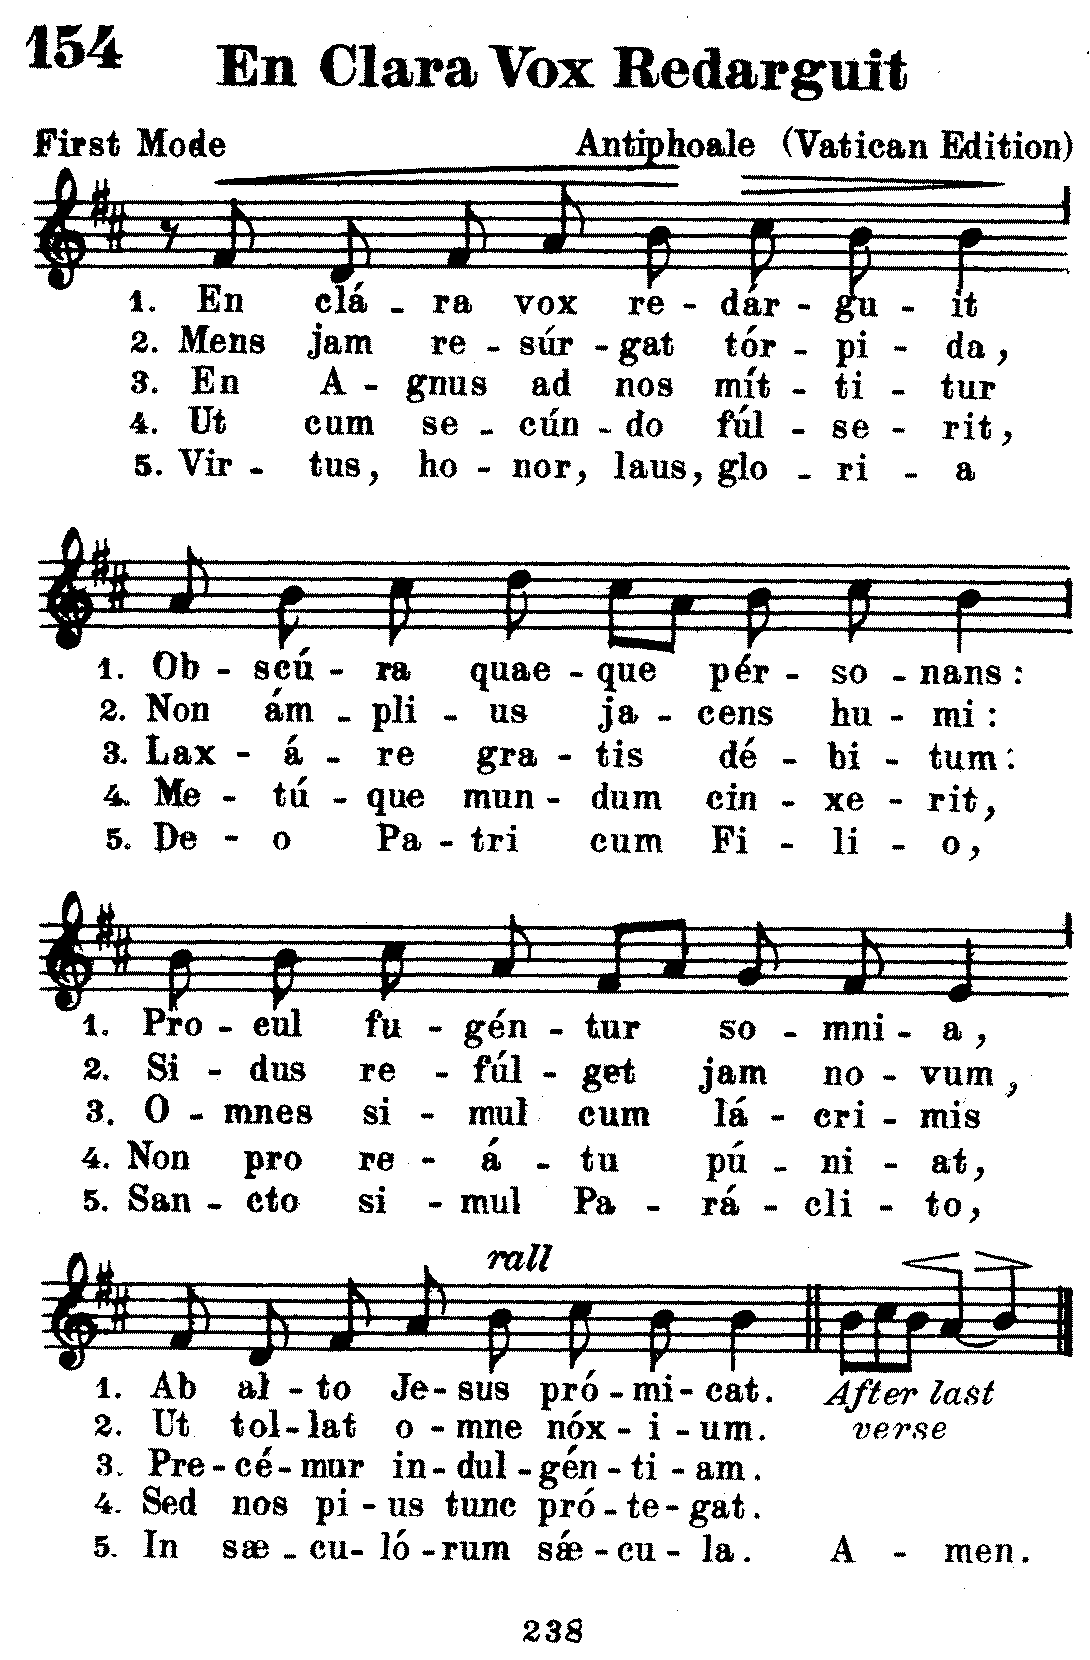 154
En Clara Vox Redarguit
First Mode Antiphoale (Vatican Edition)
1. En clá - ra vox re - dár - gu - it
2. Mens jam re - súr - gat tór - pi - da,
3. En A - gnus ad nos mít - ti - tur
4. Ut cum se - cún - do fúl - se - rit,
5. Vir - tus, ho - nor, laus, glo - ri - a
1. Ob - scú - ra quae - que pér - so - nans:
2. Non ám - pli - us ja - cens hu - mi:
3. Lax - á - re gra - tis dé - bi - tum:
4. Me - tú - que mun - dum cin - xe - rit,
5. De - o Pa - tri cum Fi - li - o,
1. Pro - cul fu - gén - tur so - mni - a,
2. Si - dus re - fúl - get jam no - vum,
3. O - mnes si - mul cum lá - cri - mis
4. Non pro re - á - tu pú - ni - at,
5. San - cto si - mul Pa - rá - cli - to,
rall
1. Ab al - to Je - sus pró - mi - cat. After last
2. Ut tol - lat o - mne nóx - i - um. verse
3. Pre - cé - mur in - dul - gén - ti - am.
4. Sed nos pi - us tunc pró - te - gat.
5. In sæ - cu - ló - rum sǽ - cu - la. A - men.
238